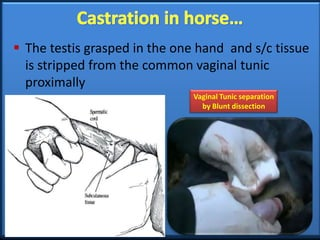 Castration in horse...
▪ The testis grasped in the one hand and s/c tissue
is stripped from the common vaginal tunic
proximally
Vaginal Tunic separation
by Blunt dissection
Spermatic
cord
Subcutaneous
tissue